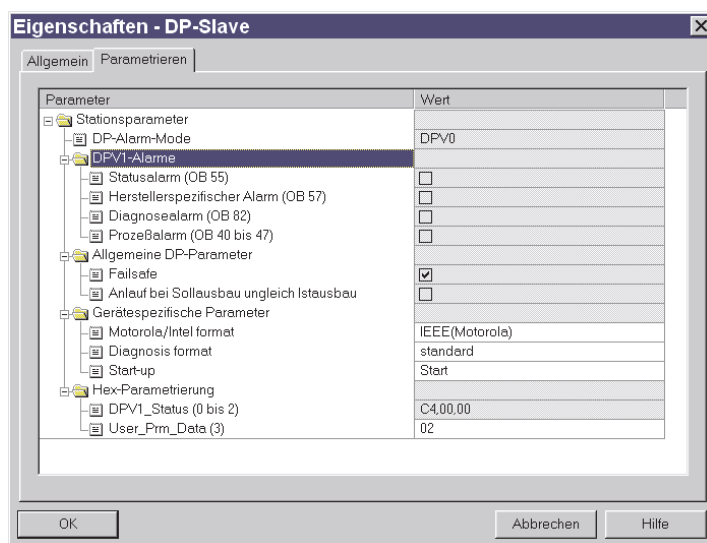 Eigenschaften - DP-Slave
Allgemein Parametrieren
Parameter Wert
Stationsparameter
DP-Alarm-Mode DPV0
DPV1-Alarme
Statusalarm (OB 55)
Herstellerspezifischer Alarm (OB 57)
Diagnosealarm (OB 82)
Prozeßalarm (OB 40 bis 47)
Allgemeine DP-Parameter
Failsafe
Anlauf bei Sollausbau ungleich Istausbau
Gerätespezifische Parameter
Motorola/Intel format IEEE(Motorola)
Diagnosis format standard
Start-up Start
Hex-Parametrierung
DPV1_Status (0 bis 2) C4,00,00
User_Prm_Data (3) 02
OK Abbrechen Hilfe